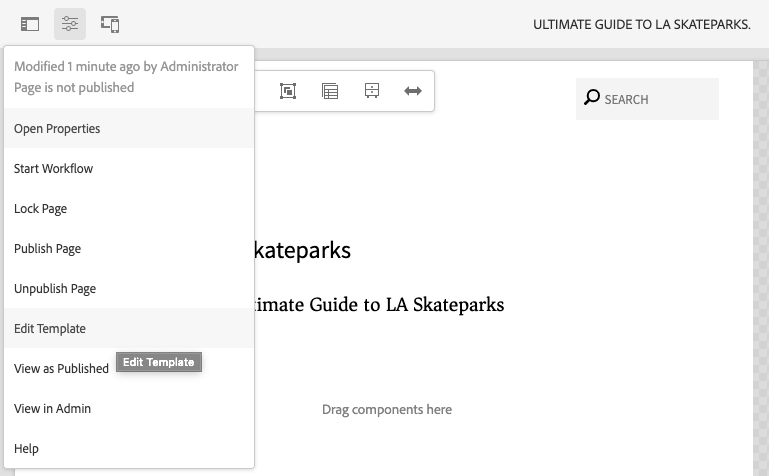 ULTIMATE GUIDE TO LA SKATEPARKS.
Modified 1 minute ago by Administrator
Page is not published
Open Properties
Start Workflow
Lock Page
Publish Page
Unpublish Page
Edit Template
Edit Template
View as Published
View in Admin
Help
SEARCH
kateparks
timate Guide to LA Skateparks
Drag components here